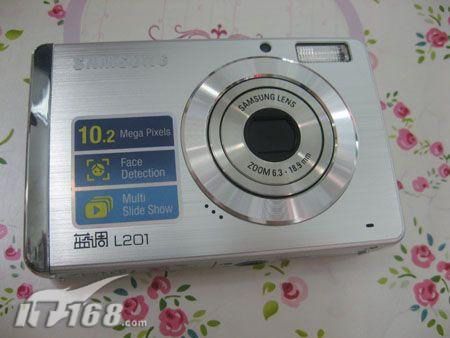 SAMSUNG
SAMSUNG LENS
ZOOM 6.3 - 18.9 mm
10.2 Mega Pixels
Face
Detection
Multi
Slide Show
蓝调 L201
IT168.com